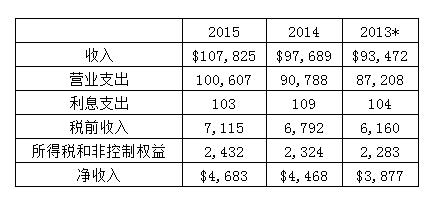 2015 2014 2013*
收入 $107,825 $97,689 $93,472
营业支出 100,607 90,788 87,208
利息支出 103 109 104
税前收入 7,115 6,792 6,160
所得税和非控制权益 2,432 2,324 2,283
净收入 $4,683 $4,468 $3,877